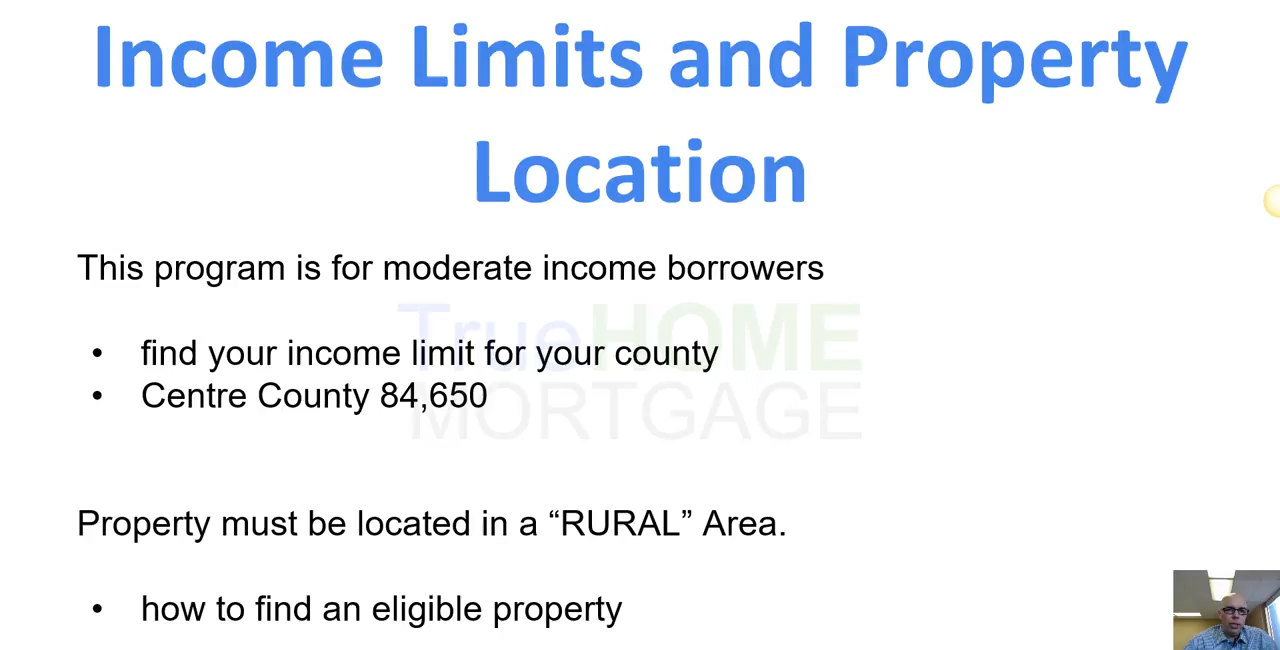 Income Limits and Property
Location
This program is for moderate income borrowers
TrueHOME
MORTGAGE
• find your income limit for your county
• Centre County 84,650
Property must be located in a “RURAL” Area.
• how to find an eligible property